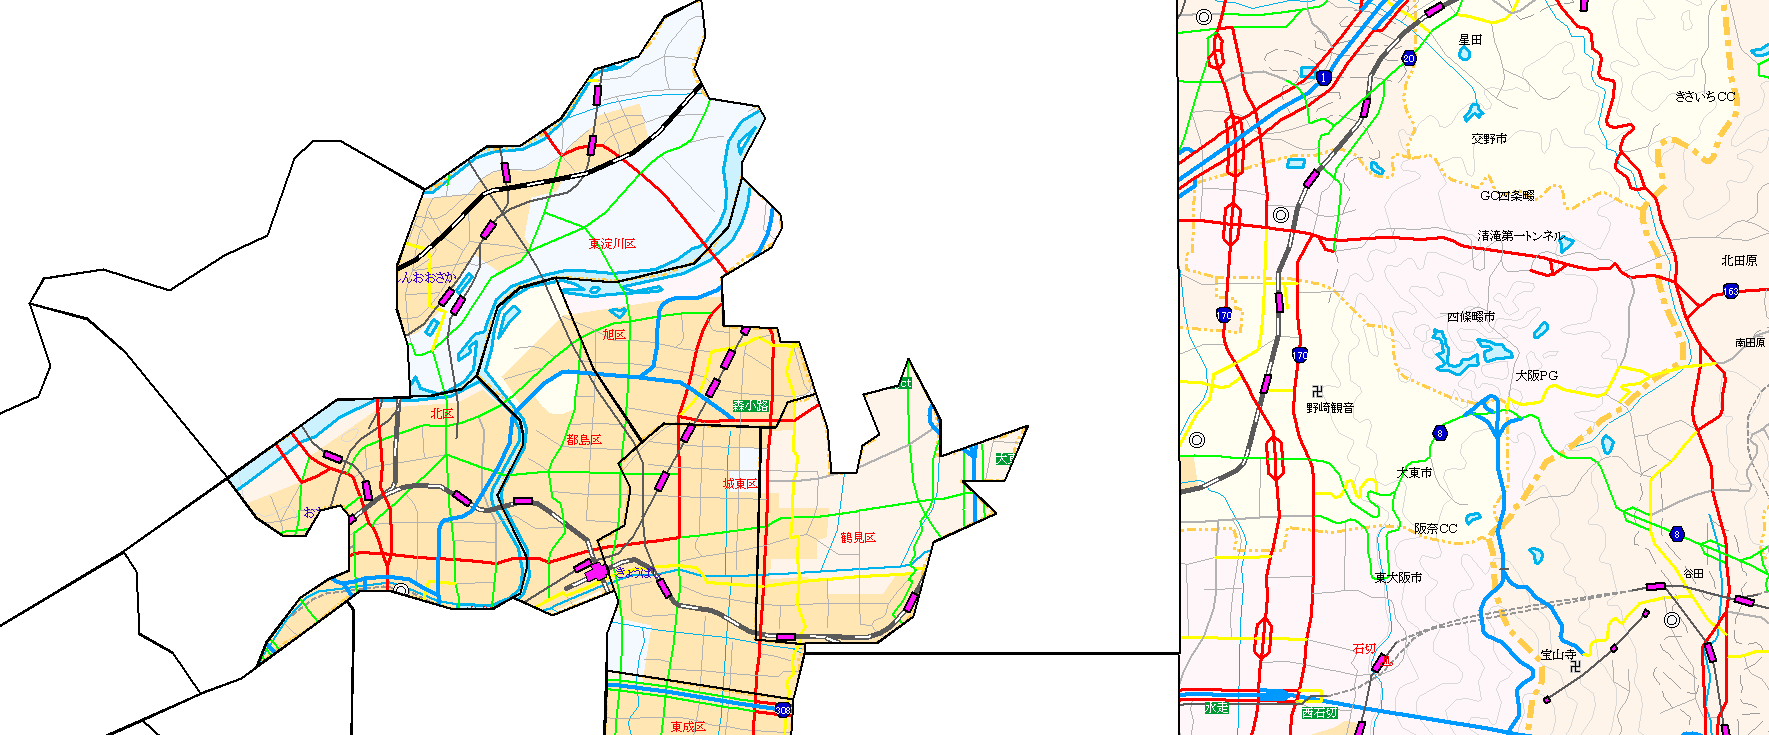 星田
20
1
きさいちCC
交野市
GC四条畷
東淀川区
清滝第一トンネル
北田原
んおおさか
163
170
四條畷市
旭区
南田原
170
大阪PG
卍
野崎観音
森小路
北区
都島区
8
大東市
城東区
阪奈CC
鶴見区
8
きょうば
東大阪市
谷田
石切
宝山寺
卍
水走
西石切
308
東成区